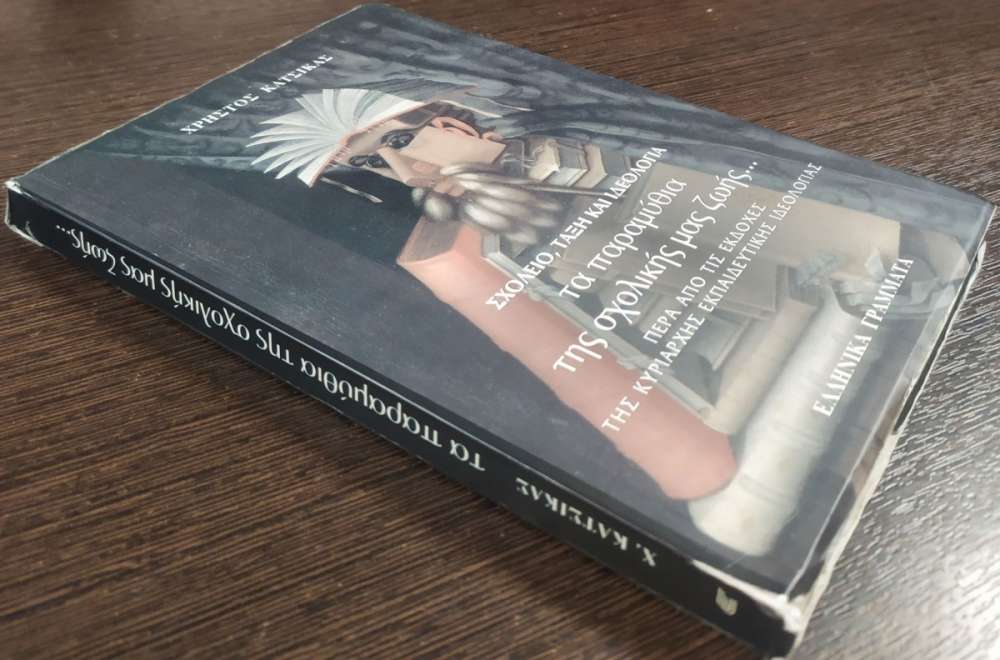 ΧΡΗΣΤΟΣ ΚΑΤΣΙΚΑΣ
ΣΧΟΛΕΙΟ, ΤΑΞΗ ΚΑΙ ΙΔΕΟΛΟΓΙΑ
τα παραμύθια
της σχολικής μας ζωής...
ΠΕΡΑ ΑΠΟ ΤΙΣ ΕΚΔΟΧΕΣ
ΤΗΣ ΚΥΡΙΑΡΧΗΣ ΕΚΠΑΙΔΕΥΤΙΚΗΣ ΙΔΕΟΛΟΓΙΑΣ
ΕΛΛΗΝΙΚΑ ΓΡΑΜΜΑΤΑ
Χ. ΚΑΤΣΙΚΑΣ τα παραμύθια της σχολικής μας ζωής...